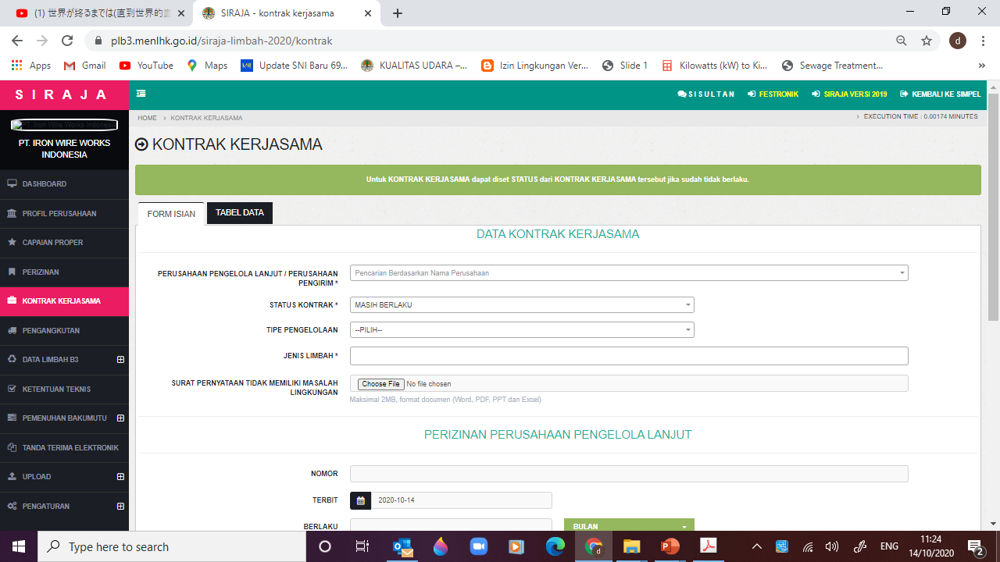 (1) 世界が终るまでは(直到世界的盡
SIRAJA - kontrak kerjasama
plb3.menlhk.go.id/siraja-limbah-2020/kontrak
d
Apps
Gmail
YouTube
Maps
Update SNI Baru 69...
KUALITAS UDARA –...
Izin Lingkungan Ver...
Slide 1
Kilowatts (kW) to Ki...
Sewage Treatment...
»
SIRAJA
SISULTAN
FESTRONIK
SIRAJA VERSI 2019
KEMBALI KE SIMPEL
PT. Iron Wire Works Indonesia
PT. IRON WIRE WORKS
INDONESIA
DASHBOARD
PROFIL PERUSAHAAN
CAPAIAN PROPER
PERIZINAN
KONTRAK KERJASAMA
PENGANGKUTAN
DATA LIMBAH B3
KETENTUAN TEKNIS
PEMENUHAN BAKUMUTU
TANDA TERIMA ELEKTRONIK
UPLOAD
PENGATURAN
HOME > KONTRAK KERJASAMA
> EXECUTION TIME : 0.00174 MINUTES
KONTRAK KERJASAMA
Untuk KONTRAK KERJASAMA dapat diset STATUS dari KONTRAK KERJASAMA tersebut jika sudah tidak berlaku.
FORM ISIAN
TABEL DATA
DATA KONTRAK KERJASAMA
PERUSAHAAN PENGELOLA LANJUT / PERUSAHAAN
PENGIRIM *
Pencarian Berdasarkan Nama Perusahaan
STATUS KONTRAK *
MASIH BERLAKU
TIPE PENGELOLAAN
--PILIH--
JENIS LIMBAH *
SURAT PERNYATAAN TIDAK MEMILIKI MASALAH
LINGKUNGAN
Choose File No file chosen
Maksimal 2MB, format documen (Word, PDF, PPT dan Excel)
PERIZINAN PERUSAHAAN PENGELOLA LANJUT
NOMOR
TERBIT
2020-10-14
BERLAKU
BULAN
Type here to search
ENG
11:24
14/10/2020
2